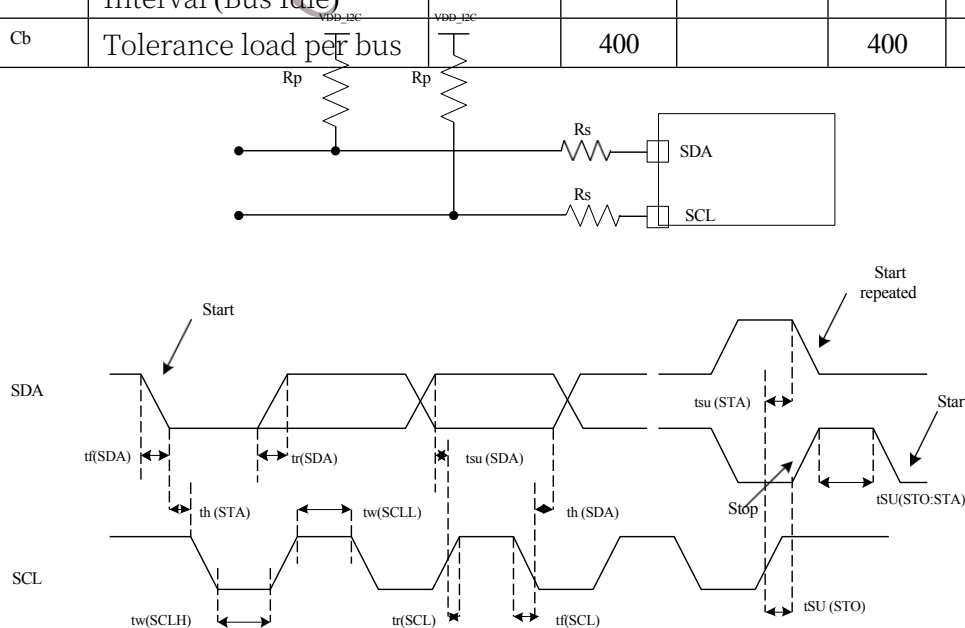 Interval (Bus Idle)
Cb Tolerance load per bus 400 400
VDD_I2C VDD_I2C
Rp Rp
Rs
SDA
Rs
SCL
Start
repeated
Start
SDA
tsu (STA)
Start
tf(SDA) tr(SDA) tsu (SDA)
Stop tSU(STO:STA)
th (STA) tw(SCLL) th (SDA)
SCL
tSU (STO)
tw(SCLH) tr(SCL) tf(SCL)